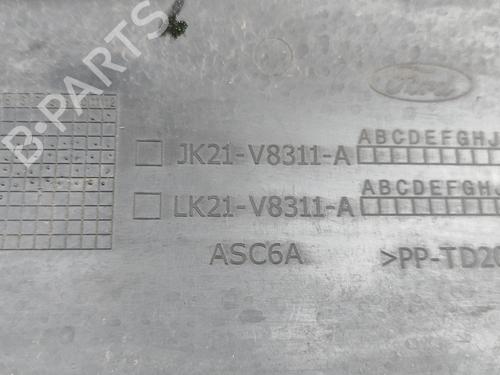 Ford
ABCDEFGHJ
JK21-V8311-A
ABCDEFGHJ
LK21-V8311-A
ASC6A
>PP-TD20
B-PARTS